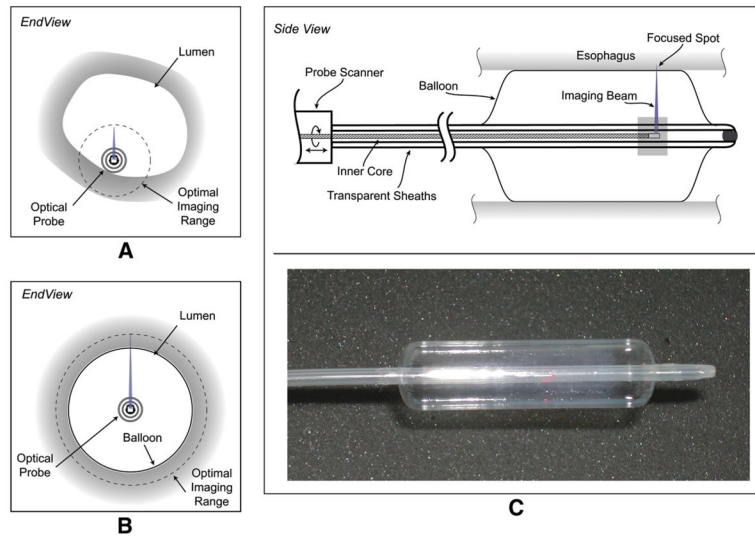 EndView
Lumen
Optical
Probe
Optimal
Imaging
Range
A
EndView
Lumen
Balloon
Optical
Probe
Optimal
Imaging
Range
B
Side View
Focused Spot
Esophagus
Balloon
Probe Scanner
Imaging Beam
Inner Core
Transparent Sheaths
C